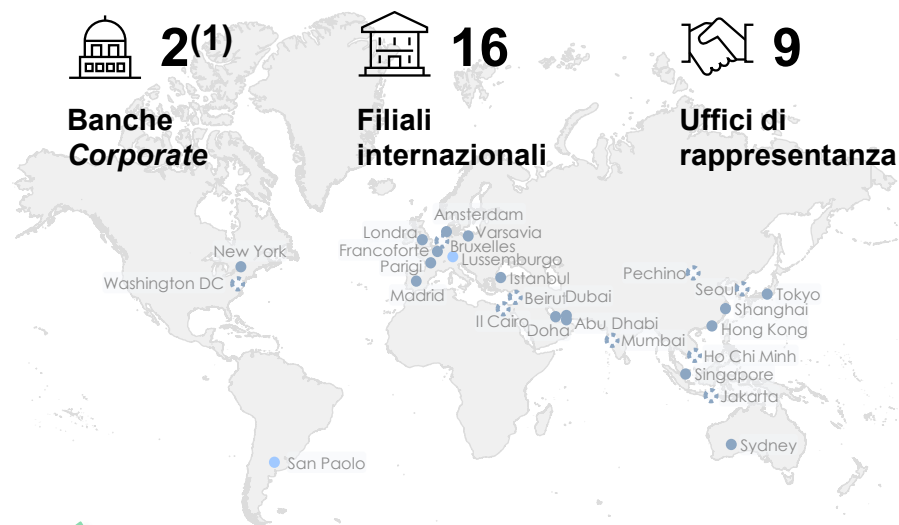 2(1)
16
9
Banche
Corporate
Filiali
internazionali
Uffici di
rappresentanza
Amsterdam
Londra
Varsavia
Francoforte
Bruxelles
New York
Parigi
Lussemburgo
Washington DC
Istanbul
Pechino
Madrid
Beirut
Dubai
Seoul
Tokyo
Il Cairo
Doha
Abu Dhabi
Shanghai
Mumbai
Hong Kong
Ho Chi Minh
Singapore
Jakarta
Sydney
San Paolo